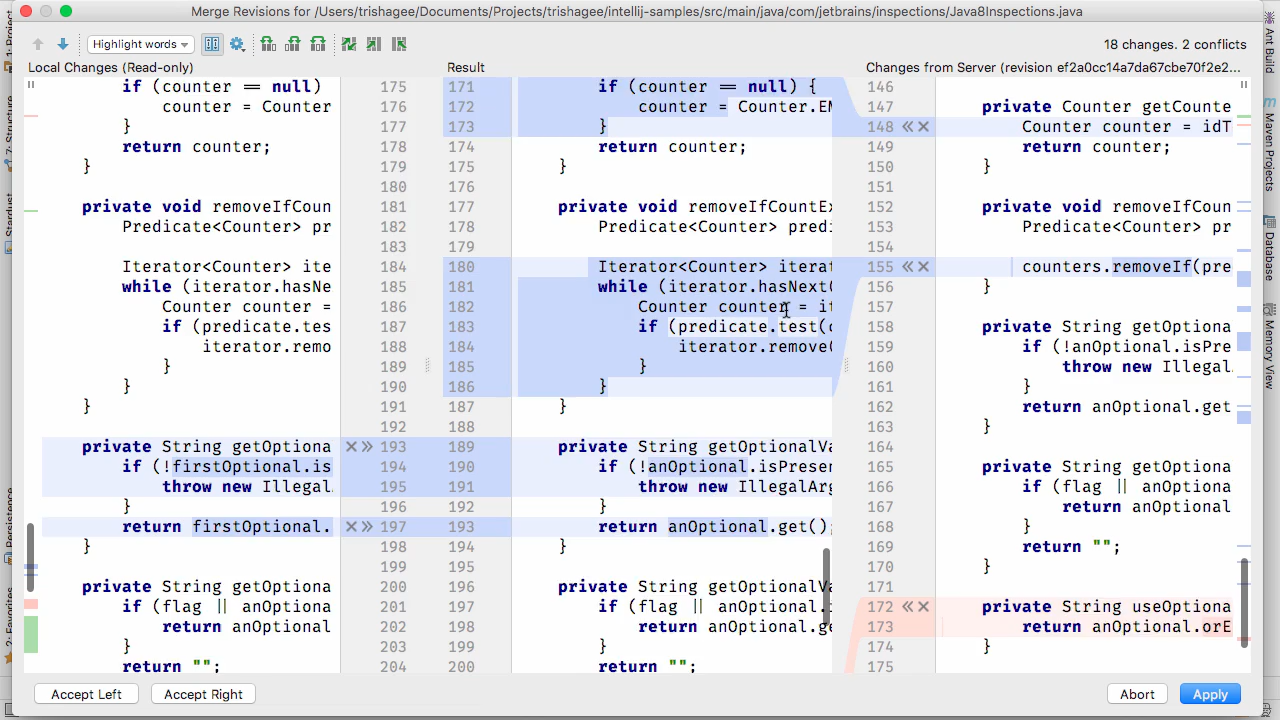 Merge Revisions for /Users/trishagee/Documents/Projects/trishagee/intellij-samples/src/main/java/com/jetbrains/inspections/Java8Inspections.java
Highlight words
18 changes. 2 conflicts
Local Changes (Read-only)
Result
Changes from Server (revision ef2a0cc14a7da67cbe70f2e2...
if (counter == null) 175
counter = Counter 176
} 177
return counter; 178
} 179
180
private void removeIfCount 181
Predicate<Counter> pr 182
183
Iterator<Counter> ite 184
while (iterator.hasNe 185
Counter counter = 186
if (predicate.tes 187
iterator.remo 188
} 189
} 190
} 191
192
private String getOptiona 193
if (!firstOptional.is 194
throw new Illegal 195
} 196
return firstOptional. 197
} 198
199
private String getOptiona 200
if (flag || anOptiona 201
return anOptiona 202
} 203
return ""; 204
171 if (counter == null) {
172 counter = Counter.EM
173 }
174 return counter;
175 }
176
177 private void removeIfCountEx
178 Predicate<Counter> predi
179
180 Iterator<Counter> iterat
181 while (iterator.hasNext(
182 Counter counter = it
183 if (predicate.test(c
184 iterator.remove(
185 }
186 }
187 }
188
189 private String getOptionalVa
190 if (!anOptional.isPresen
191 throw new IllegalArg
192 }
193 return anOptional.get();
194 }
195
196 private String getOptionalVa
197 if (flag || anOptional.
198 return anOptional.ge
199 }
200 return "";
146
147 private Counter getCounte
148 Counter counter = idT
149 return counter;
150 }
151
152 private void removeIfCoun
153 Predicate<Counter> pr
154
155 counters.removeIf(pre
156 }
157
158 private String getOptiona
159 if (!anOptional.isPre
160 throw new Illegal
161 }
162 return anOptional.get
163 }
164
165 private String getOptiona
166 if (flag || anOptiona
167 return anOptional
168 }
169 return "";
170 }
171
172 private String useOptiona
173 return anOptional.orE
174 }
175
Accept Left
Accept Right
Abort
Apply
Ant Build
Maven Projects
Database
Memory View